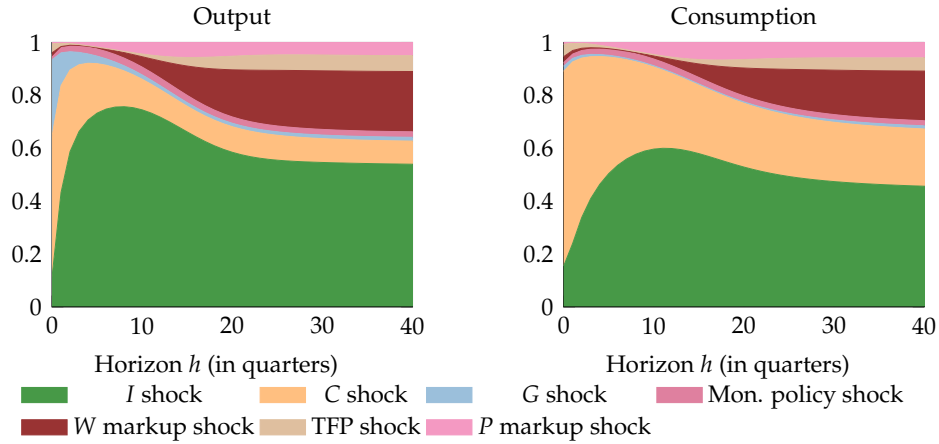 Output
Consumption
1
0.8
0.6
0.4
0.2
0
0 10 20 30 40
Horizon h (in quarters)
1
0.8
0.6
0.4
0.2
0
0 10 20 30 40
Horizon h (in quarters)
I shock C shock G shock Mon. policy shock
W markup shock TFP shock P markup shock